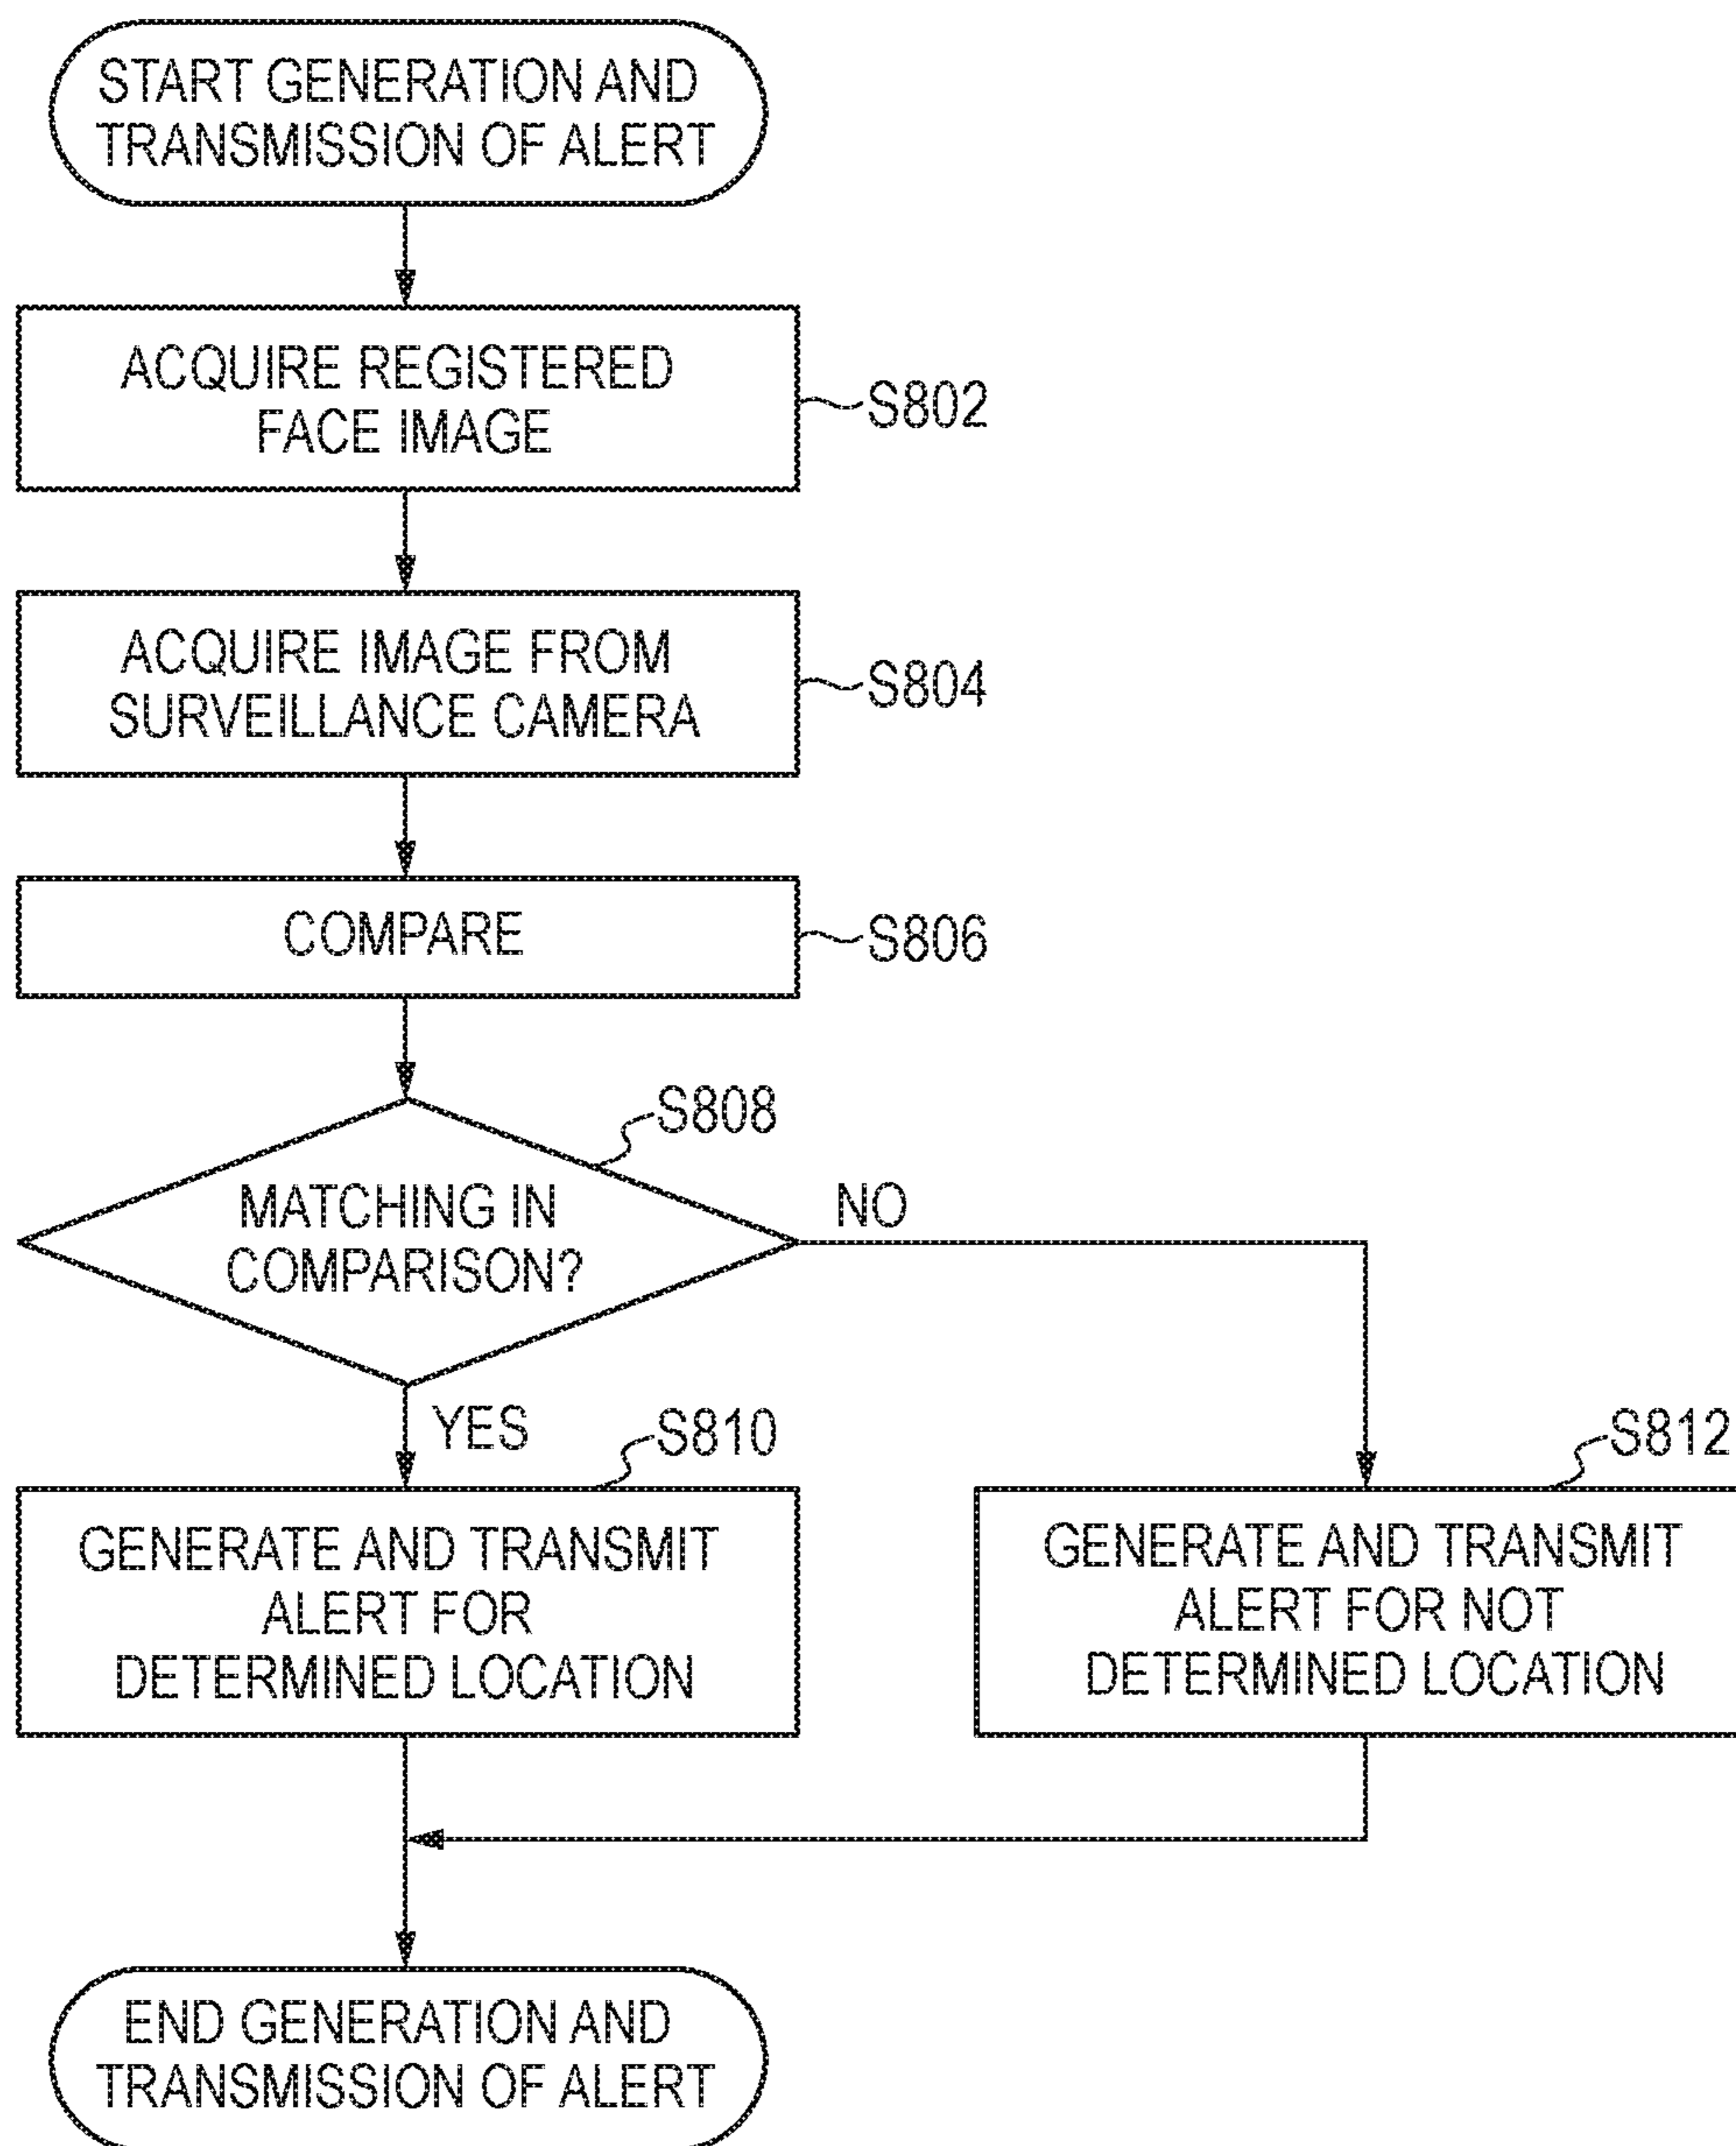 START GENERATION AND
TRANSMISSION OF ALERT
ACQUIRE REGISTERED
FACE IMAGE
S802
ACQUIRE IMAGE FROM
SURVEILLANCE CAMERA
S804
COMPARE
S806
S808
MATCHING IN
COMPARISON?
NO
YES
S810
GENERATE AND TRANSMIT
ALERT FOR
DETERMINED LOCATION
S812
GENERATE AND TRANSMIT
ALERT FOR NOT
DETERMINED LOCATION
END GENERATION AND
TRANSMISSION OF ALERT